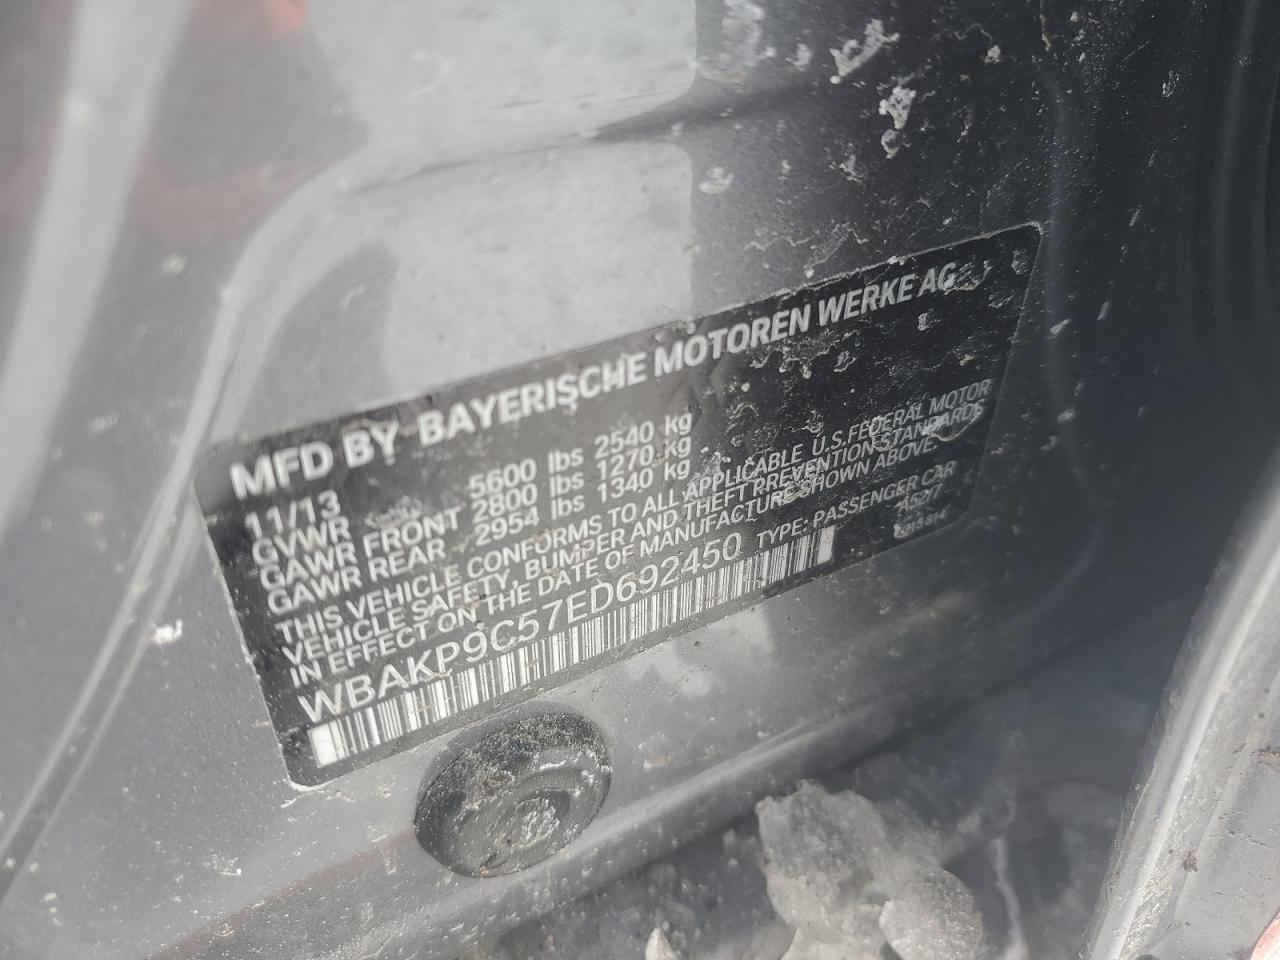 MFD BY BAYERISCHE MOTOREN WERKE AG
11/13
GVWR 5600 lbs 2540 kg
GAWR FRONT 2800 lbs 1270 kg
GAWR REAR 2954 lbs 1340 kg
THIS VEHICLE CONFORMS TO ALL APPLICABLE U.S.FEDERAL MOTOR
VEHICLE SAFETY, BUMPER AND THEFT PREVENTION STANDARDS
IN EFFECT ON THE DATE OF MANUFACTURE SHOWN ABOVE.
WBAKP9C57ED692450 TYPE: PASSENGER CAR
A52/7